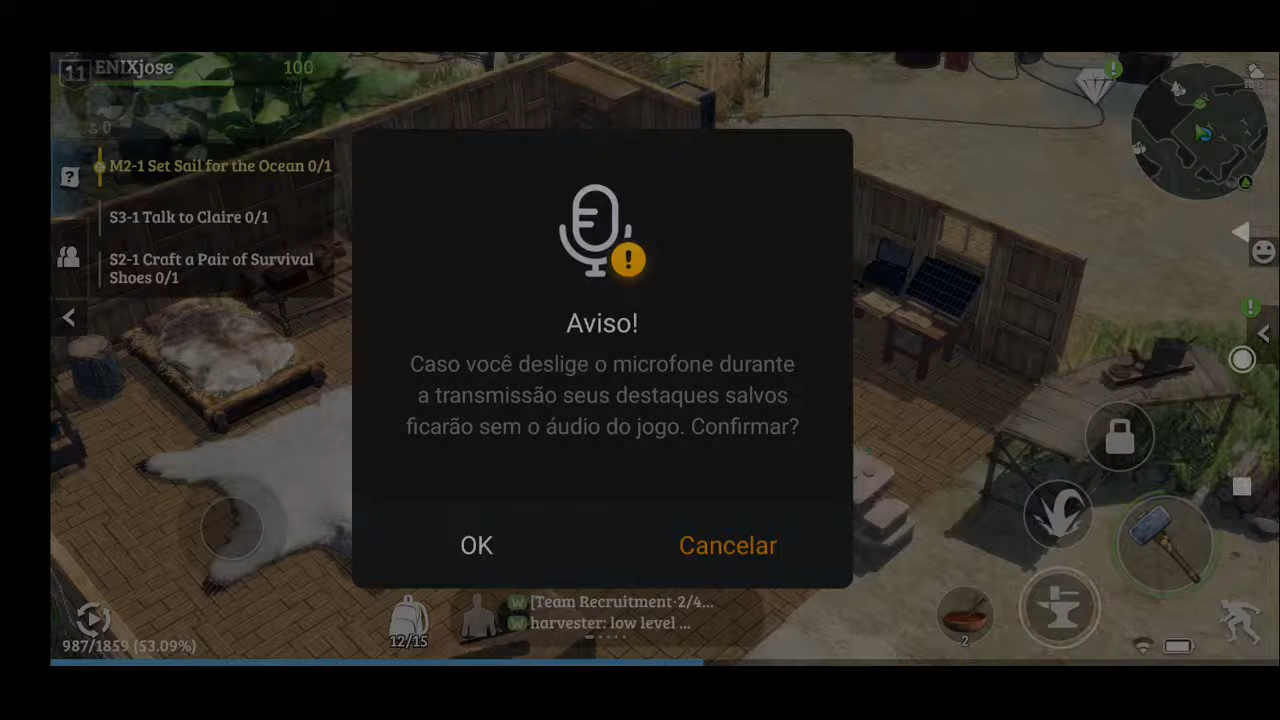 11 ENIXjose 100
0
M2-1 Set Sail for the Ocean 0/1
S3-1 Talk to Claire 0/1
S2-1 Craft a Pair of Survival
Shoes 0/1
Aviso!
Caso você deslige o microfone durante
a transmissão seus destaques salvos
ficarão sem o áudio do jogo. Confirmar?
OK
Cancelar
W [Team Recruitment·2/4...
W harvester: low level ...
987/1859 (53.09%)
12/15
2